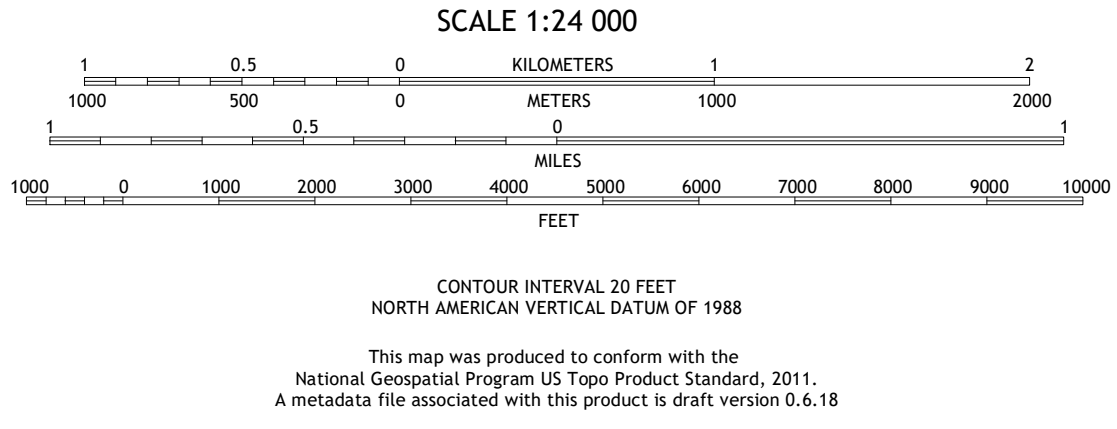 SCALE 1:24 000
1 0.5 0 KILOMETERS 1 2
1000 500 0 METERS 1000 2000
1 0.5 0 1
MILES
1000 0 1000 2000 3000 4000 5000 6000 7000 8000 9000 10000
FEET
CONTOUR INTERVAL 20 FEET
NORTH AMERICAN VERTICAL DATUM OF 1988
This map was produced to conform with the
National Geospatial Program US Topo Product Standard, 2011.
A metadata file associated with this product is draft version 0.6.18